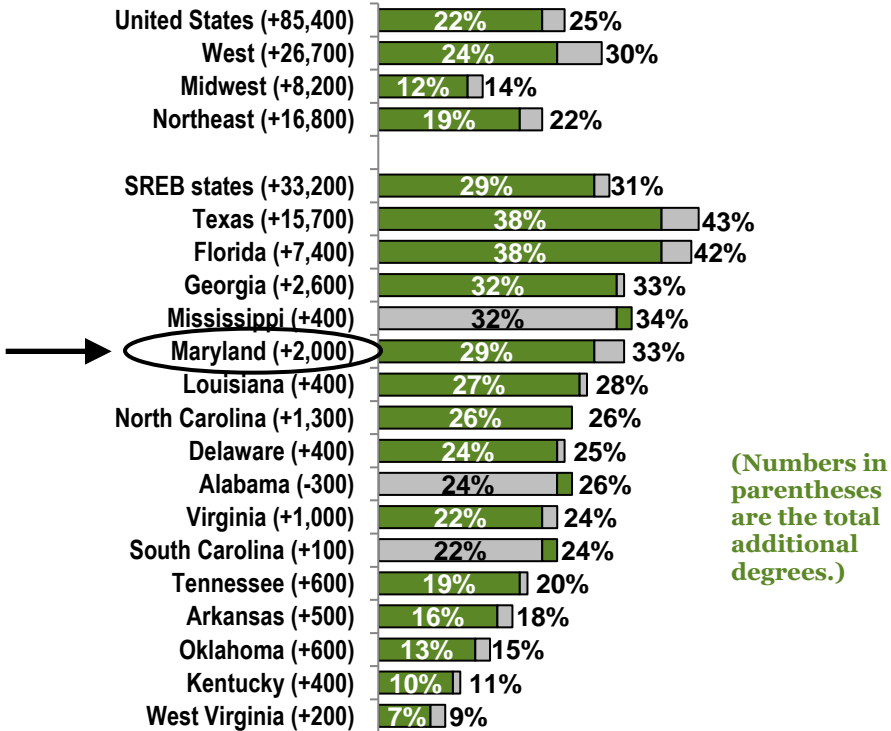 United States (+85,400) 22% 25%
West (+26,700) 24% 30%
Midwest (+8,200) 12% 14%
Northeast (+16,800) 19% 22%
SREB states (+33,200) 29% 31%
Texas (+15,700) 38% 43%
Florida (+7,400) 38% 42%
Georgia (+2,600) 32% 33%
Mississippi (+400) 32% 34%
Maryland (+2,000) 29% 33%
Louisiana (+400) 27% 28%
North Carolina (+1,300) 26% 26%
Delaware (+400) 24% 25%
Alabama (-300) 24% 26%
Virginia (+1,000) 22% 24%
South Carolina (+100) 22% 24%
Tennessee (+600) 19% 20%
Arkansas (+500) 16% 18%
Oklahoma (+600) 13% 15%
Kentucky (+400) 10% 11%
West Virginia (+200) 7% 9%
(Numbers in
parentheses
are the total
additional
degrees.)